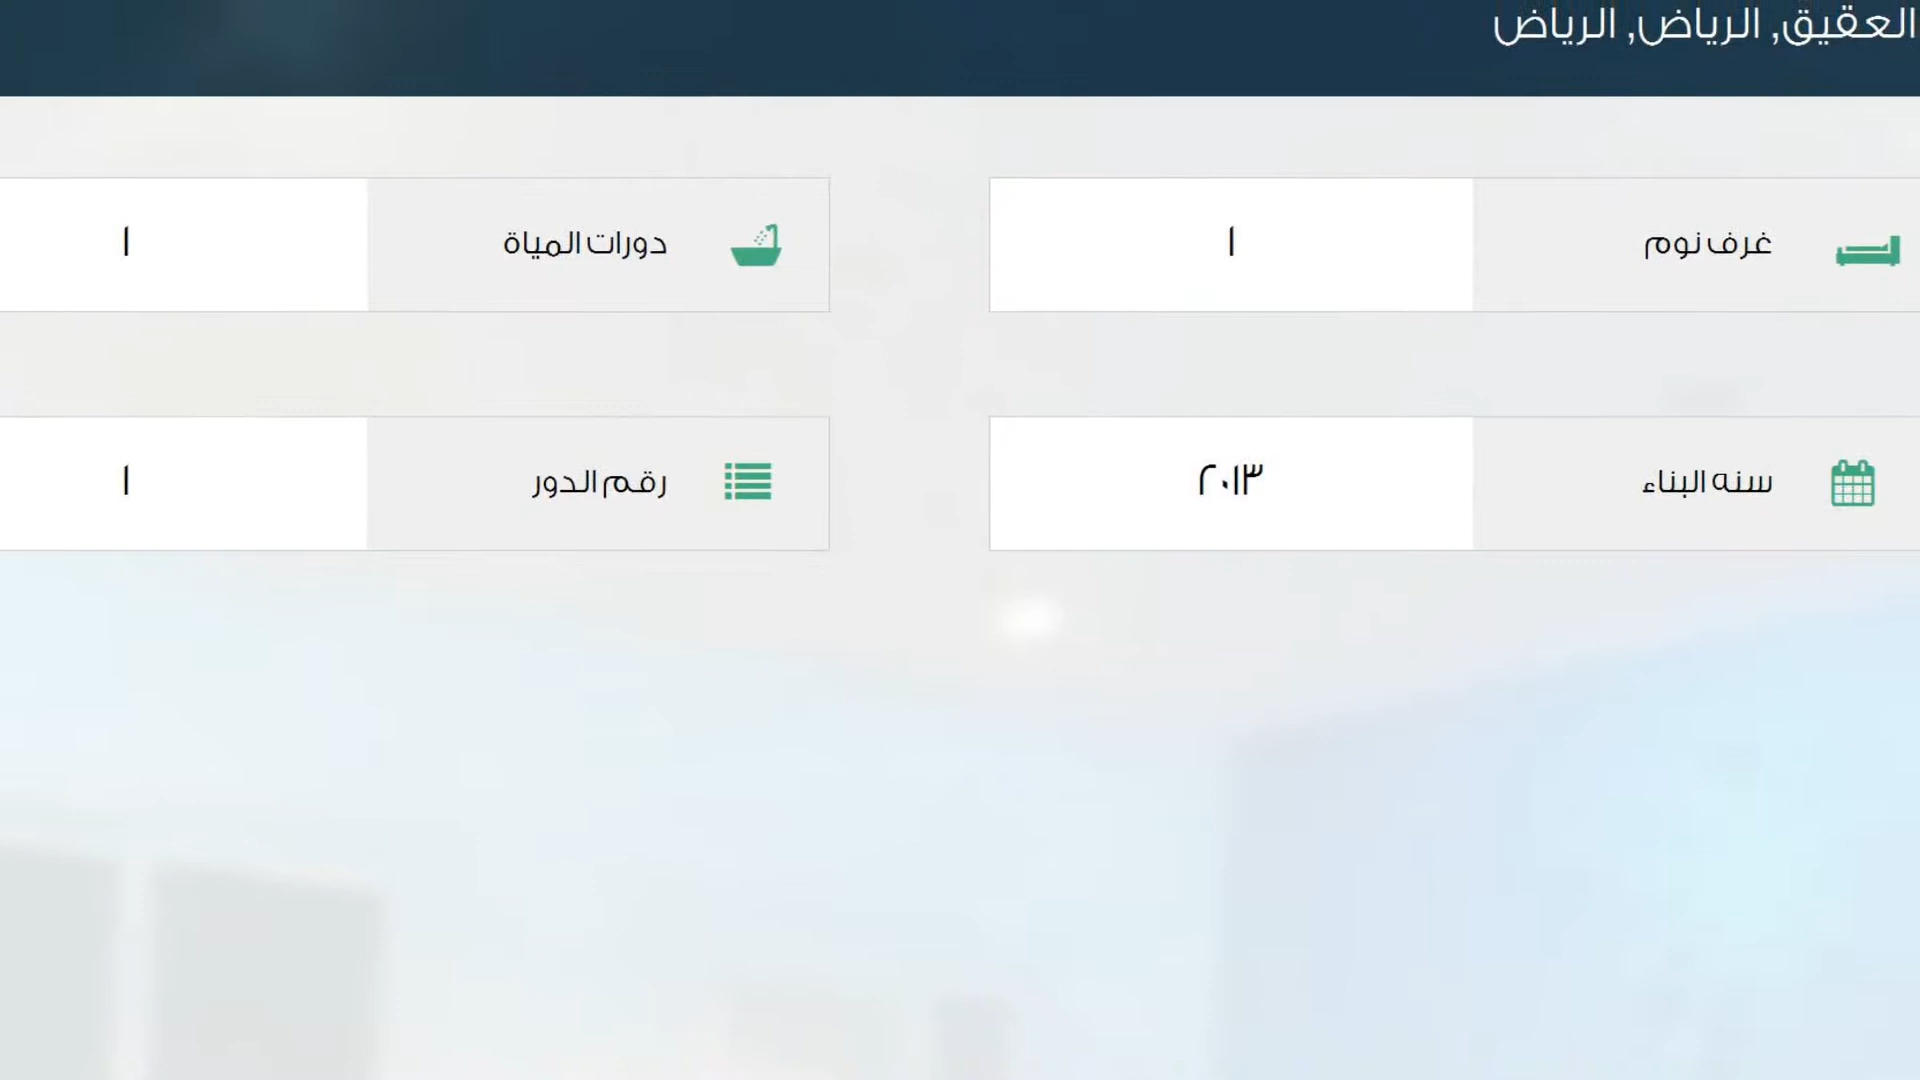 العقيق, الرياض, الرياض
غرف نوم
١
دورات المياة
١
سنه البناء
٢٠١٣
رقم الدور
١